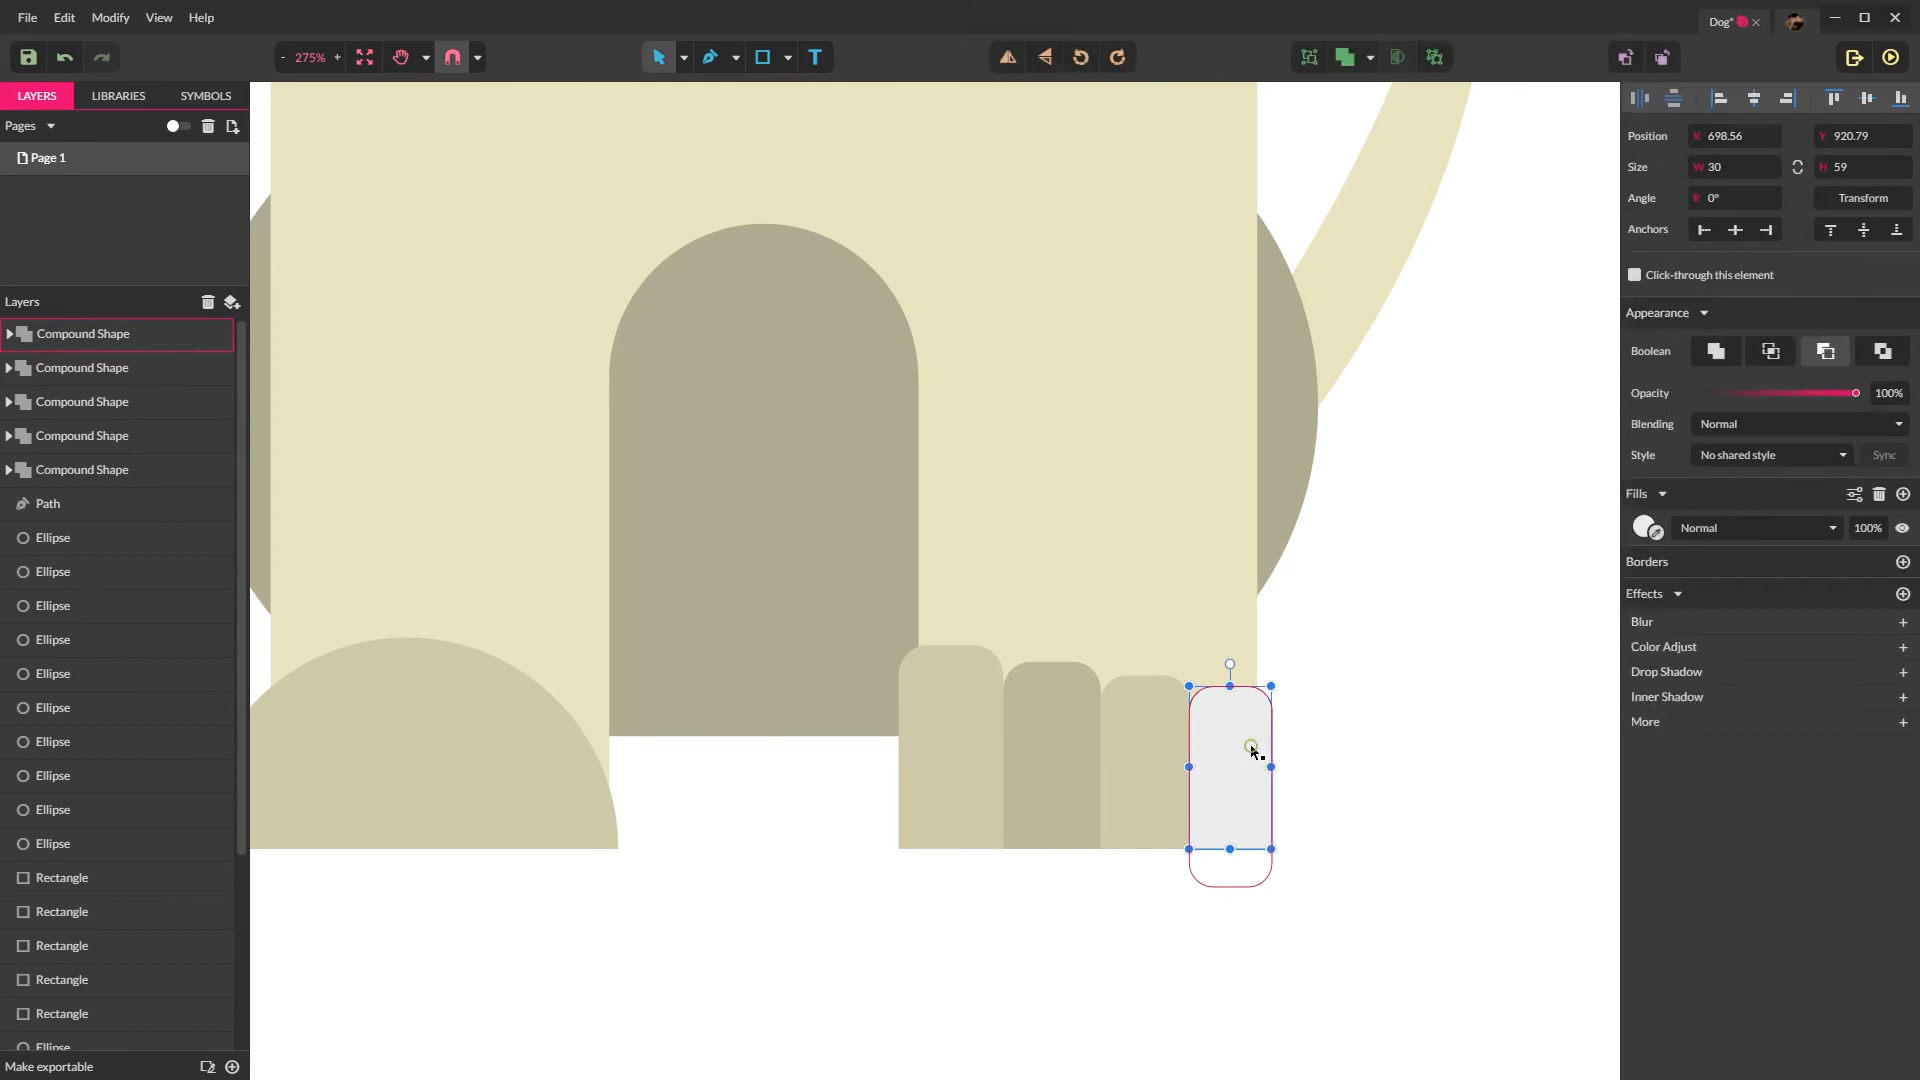 File Edit Modify View Help
Dog*
- 275% +
T
LAYERS LIBRARIES SYMBOLS
Pages
Page 1
Layers
Compound Shape
Compound Shape
Compound Shape
Compound Shape
Compound Shape
Path
Ellipse
Ellipse
Ellipse
Ellipse
Ellipse
Ellipse
Ellipse
Ellipse
Ellipse
Ellipse
Rectangle
Rectangle
Rectangle
Rectangle
Rectangle
Ellipse
Make exportable
Position X 698.56 Y 920.79
Size W 30 H 59
Angle R 0° Transform
Anchors
Click-through this element
Appearance
Boolean
Opacity 100%
Blending Normal
Style No shared style Sync
Fills
Normal 100%
Borders
Effects
Blur +
Color Adjust +
Drop Shadow +
Inner Shadow +
More +